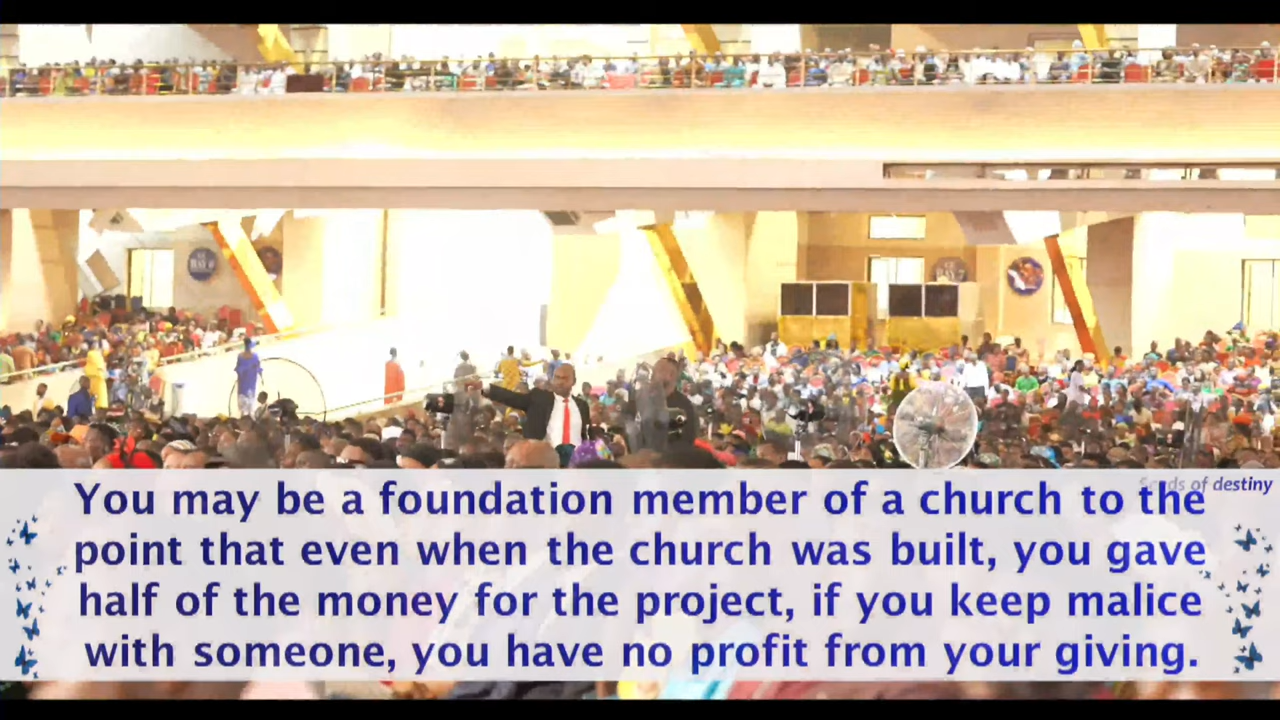 Seeds of destiny
You may be a foundation member of a church to the
point that even when the church was built, you gave
half of the money for the project, if you keep malice
with someone, you have no profit from your giving.